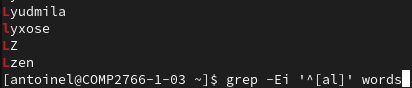 Lyudmila
lyxose
LZ
Lzen
[antoinel@COMP2766-1-03 ~]$ grep -Ei '^[al]' words